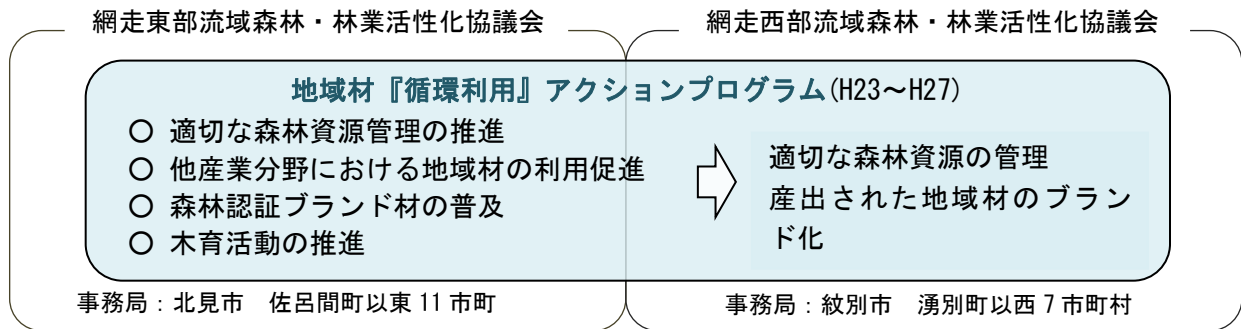 網走東部流域森林・林業活性化協議会
網走西部流域森林・林業活性化協議会
地域材『循環利用』アクションプログラム(H23~H27)
○ 適切な森林資源管理の推進
○ 他産業分野における地域材の利用促進
○ 森林認証ブランド材の普及
○ 木育活動の推進
適切な森林資源の管理
産出された地域材のブラン
ド化
事務局:北見市 佐呂間町以東 11 市町
事務局:紋別市 湧別町以西 7 市町村